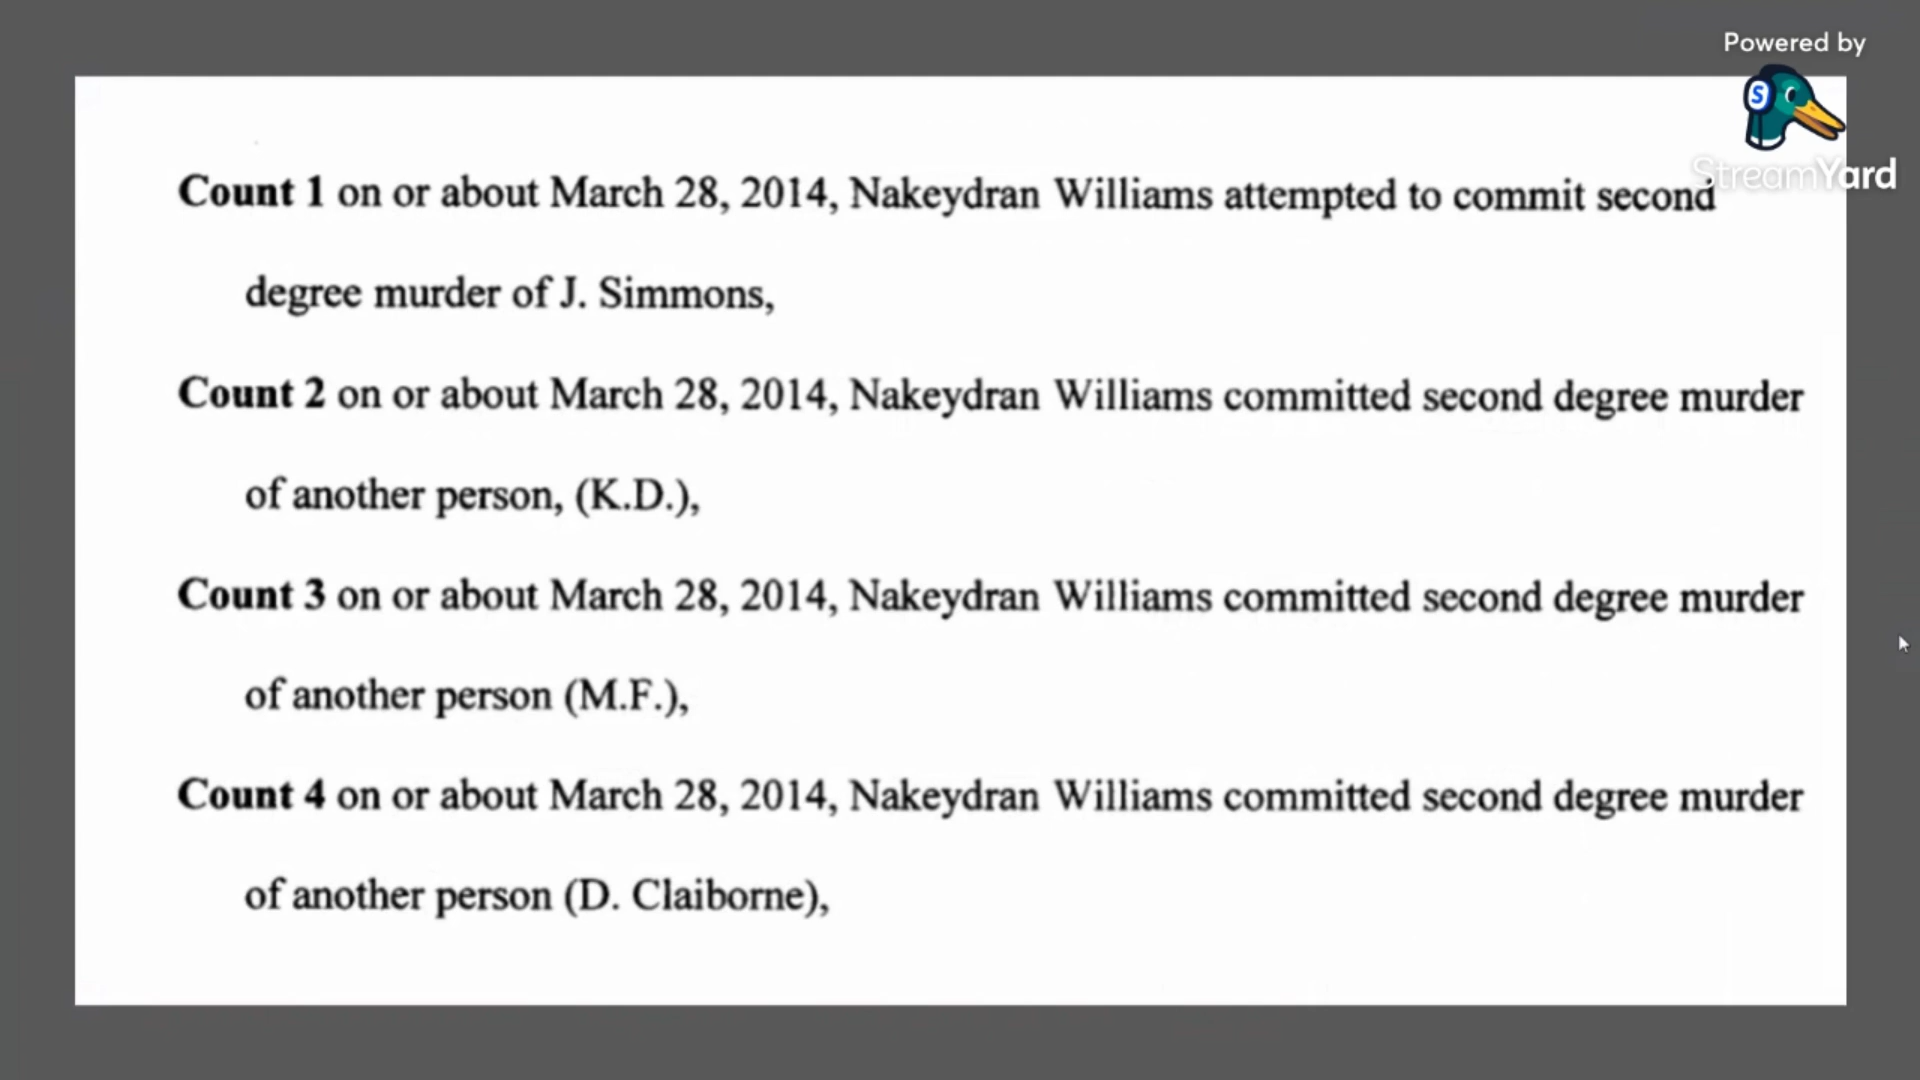 Powered by
StreamYard
Count 1 on or about March 28, 2014, Nakeydran Williams attempted to commit second
degree murder of J. Simmons,
Count 2 on or about March 28, 2014, Nakeydran Williams committed second degree murder
of another person, (K.D.),
Count 3 on or about March 28, 2014, Nakeydran Williams committed second degree murder
of another person (M.F.),
Count 4 on or about March 28, 2014, Nakeydran Williams committed second degree murder
of another person (D. Claiborne),